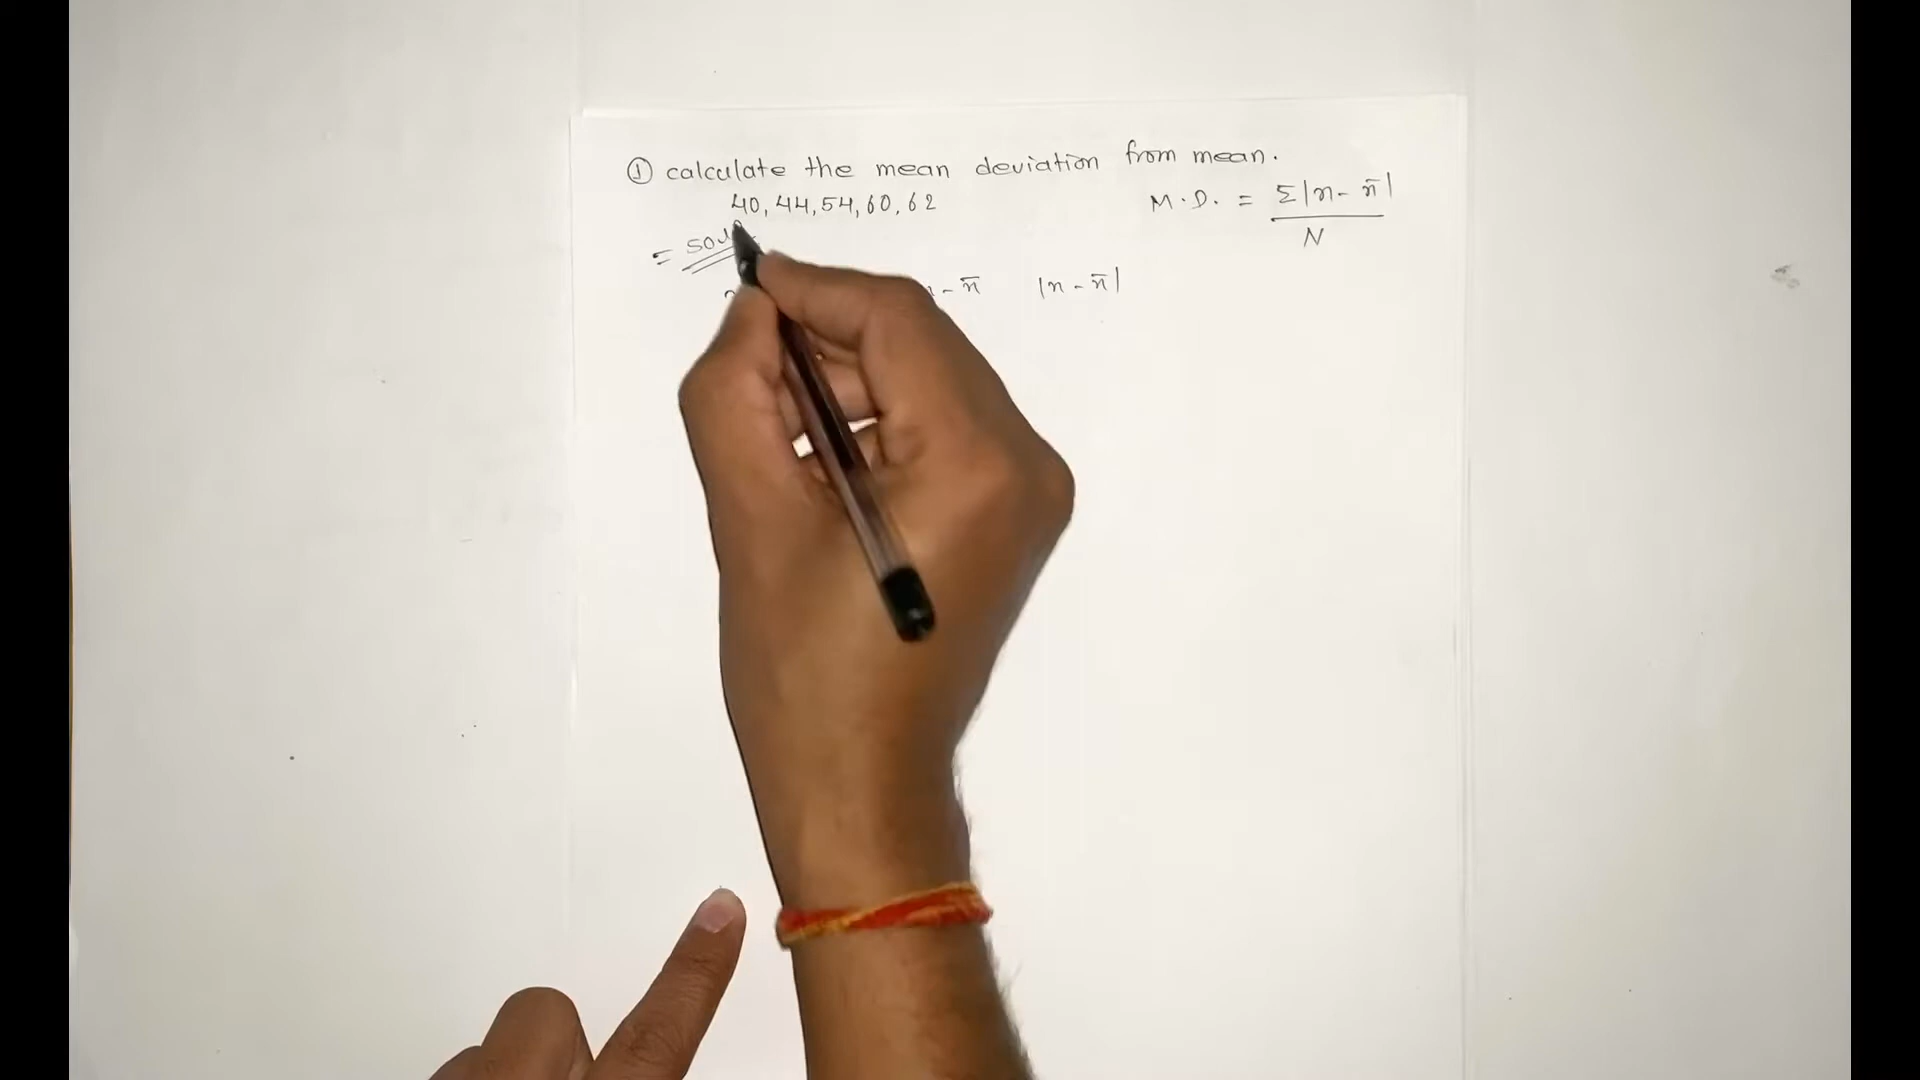 ① calculate the mean deviation from mean.
40, 44, 54, 60, 62
M.D. = Σ|n - n̄| / N
=
- n̄ |n - n̄|